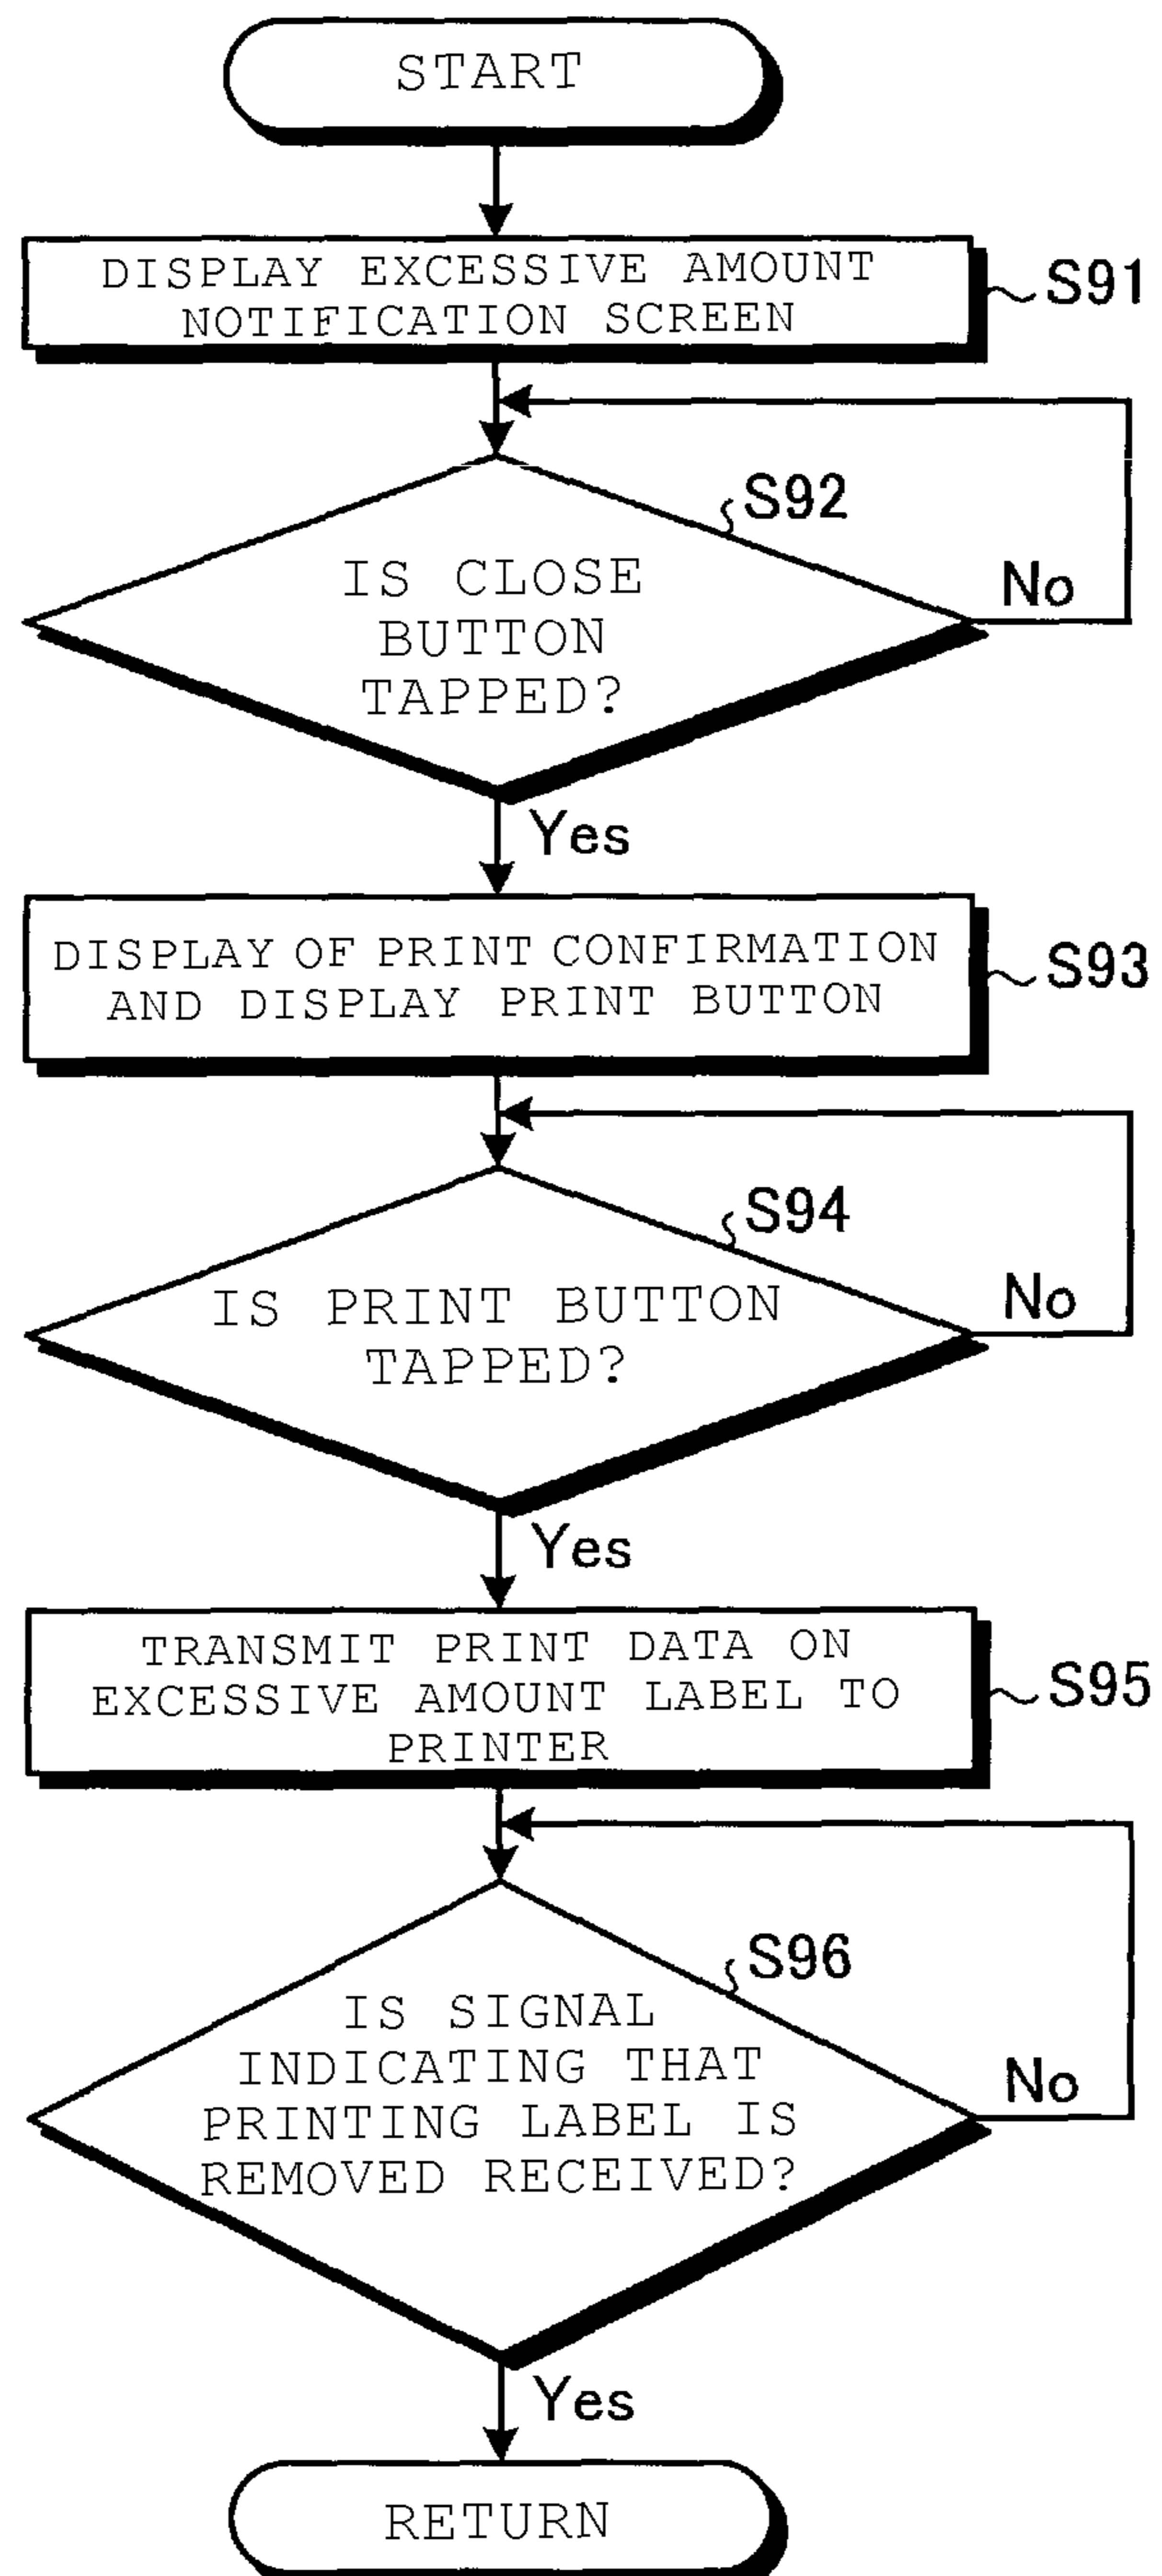 START
DISPLAY EXCESSIVE AMOUNT
NOTIFICATION SCREEN
S91
S92
IS CLOSE
BUTTON
TAPPED?
No
Yes
DISPLAY OF PRINT CONFIRMATION
AND DISPLAY PRINT BUTTON
S93
S94
IS PRINT BUTTON
TAPPED?
No
Yes
TRANSMIT PRINT DATA ON
EXCESSIVE AMOUNT LABEL TO
PRINTER
S95
S96
IS SIGNAL
INDICATING THAT
PRINTING LABEL IS
REMOVED RECEIVED?
No
Yes
RETURN